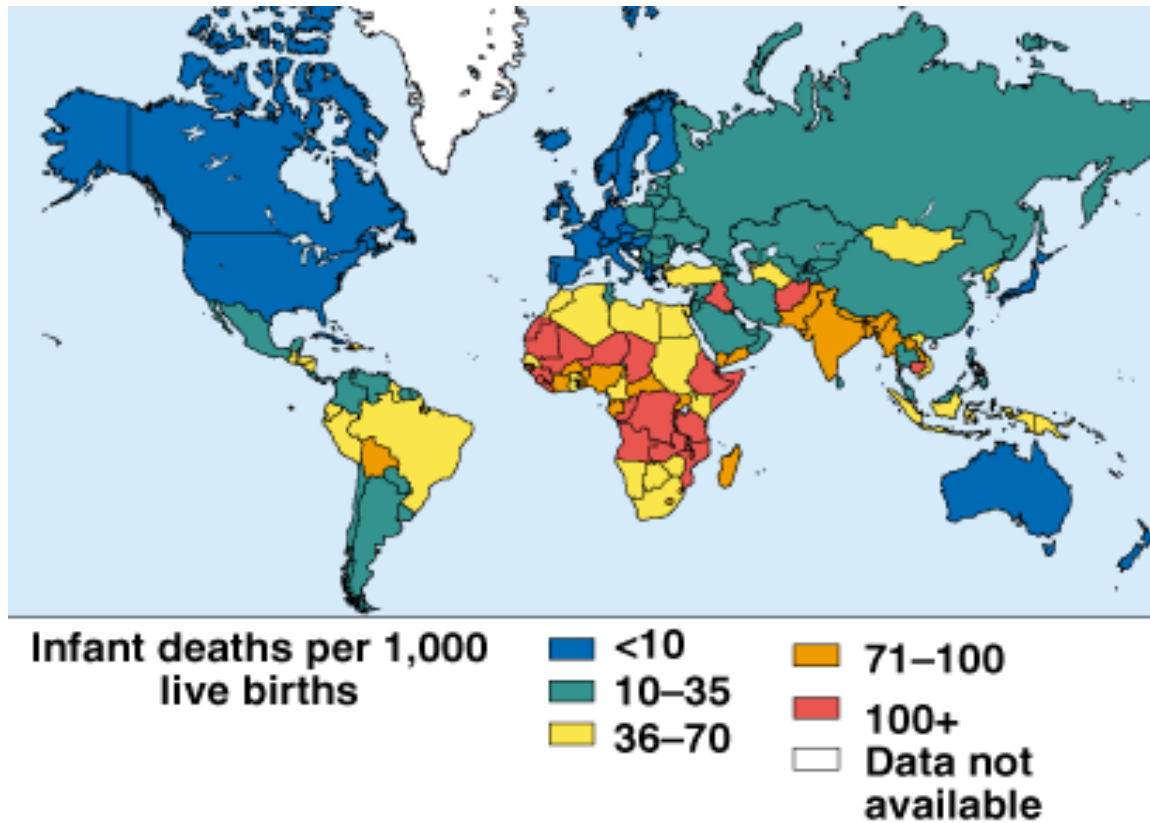 Infant deaths per 1,000
live births
<10
10–35
36–70
71–100
100+
Data not
available